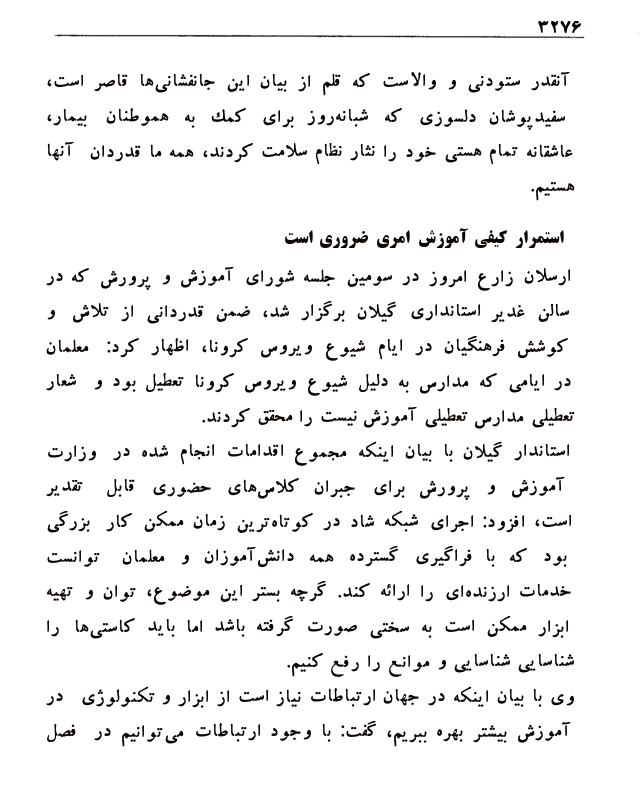 ۳۲۷۶
آنقدر ستودنی و والاست که قلم از بیان این جانفشانی‌ها قاصر است،
سفیدپوشان دلسوزی که شبانه‌روز برای کمك به هموطنان بیمار،
عاشقانه تمام هستی خود را نثار نظام سلامت کردند، همه ما قدردان آنها
هستیم.
استمرار کیفی آموزش امری ضروری است
ارسلان زارع امروز در سومین جلسه شورای آموزش و پرورش که در
سالن غدیر استانداری گیلان برگزار شد، ضمن قدردانی از تلاش و
کوشش فرهنگیان در ایام شیوع ویروس کرونا، اظهار کرد: معلمان
در ایامی که مدارس به دلیل شیوع ویروس کرونا تعطیل بود و شعار
تعطیلی مدارس تعطیلی آموزش نیست را محقق کردند.
استاندار گیلان با بیان اینکه مجموع اقدامات انجام شده در وزارت
آموزش و پرورش برای جبران کلاس‌های حضوری قابل تقدیر
است، افزود: اجرای شبکه شاد در کوتاه‌ترین زمان ممکن کار بزرگی
بود که با فراگیری گسترده همه دانش‌آموزان و معلمان توانست
خدمات ارزنده‌ای را ارائه کند. گرچه بستر این موضوع، توان و تهیه
ابزار ممکن است به سختی صورت گرفته باشد اما باید کاستی‌ها را
شناسایی شناسایی و موانع را رفع کنیم.
وی با بیان اینکه در جهان ارتباطات نیاز است از ابزار و تکنولوژی در
آموزش بیشتر بهره ببریم، گفت: با وجود ارتباطات می‌توانیم در فصل